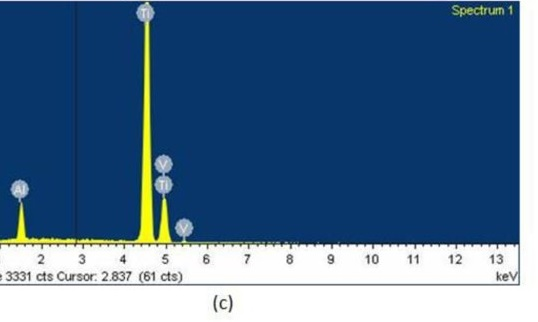 Spectrum 1
Ti
V
Al
Ti
V
2 3 4 5 6 7 8 9 10 11 12 13
e 3331 cts Cursor: 2.837 (61 cts) keV
(c)